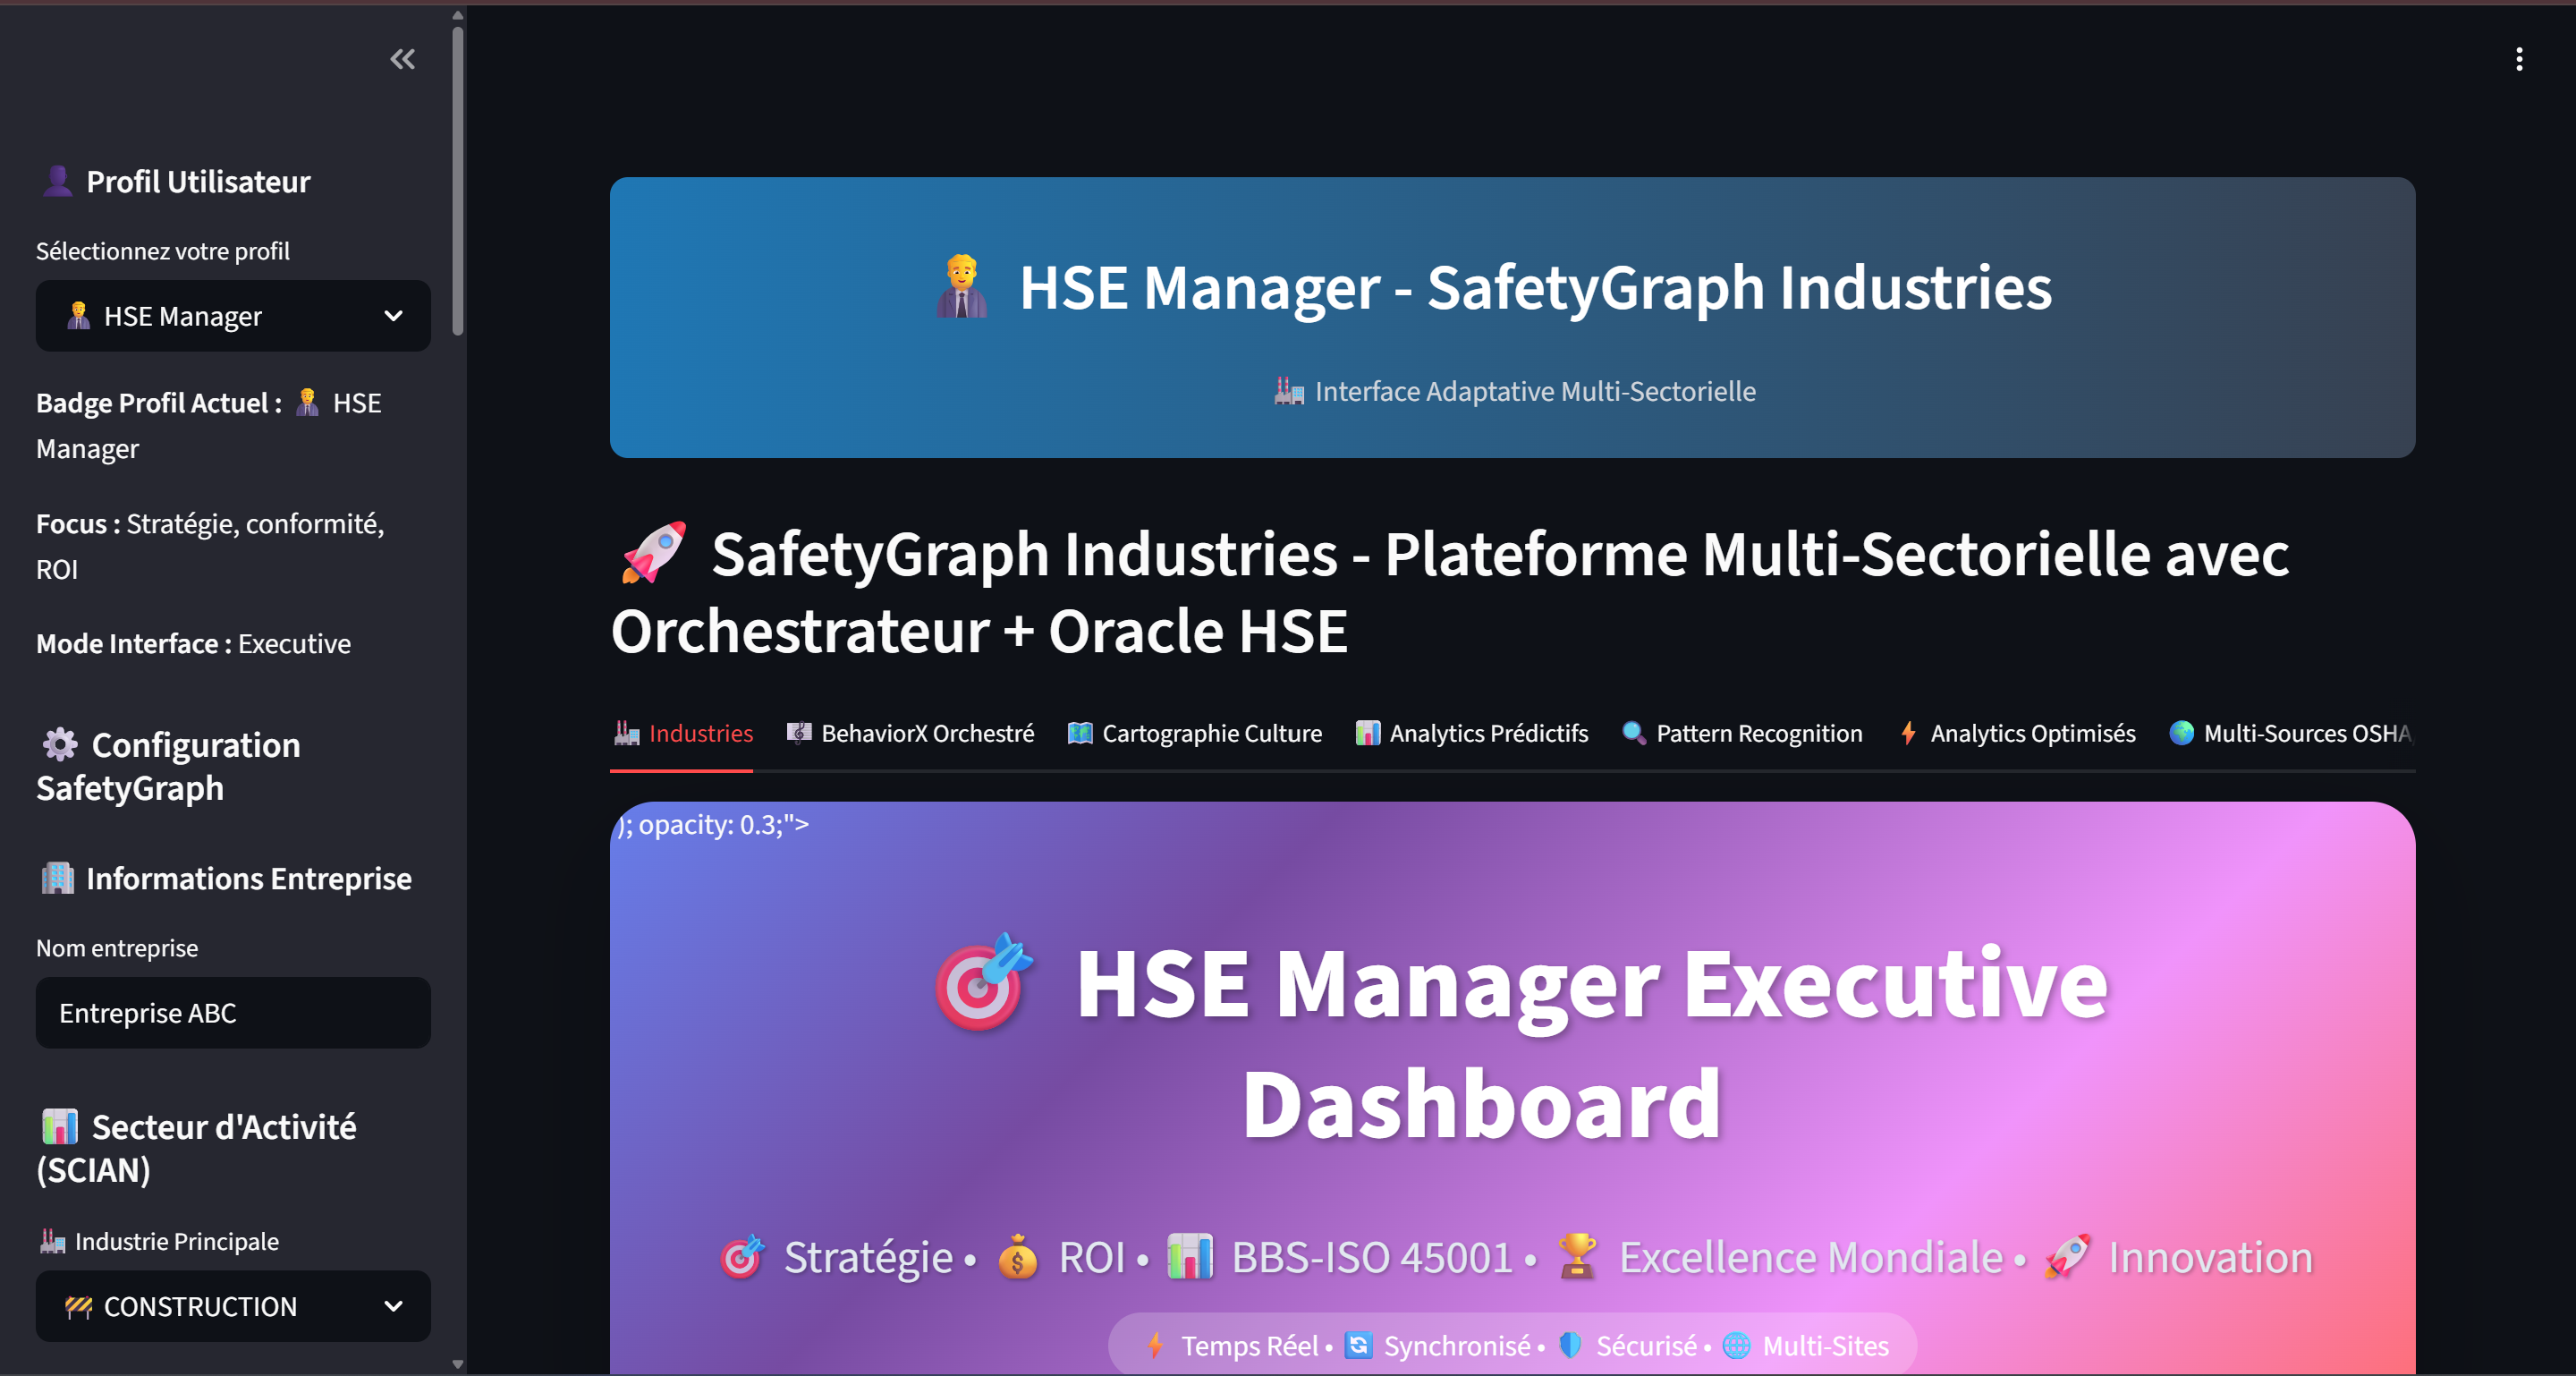 Profil Utilisateur
Sélectionnez votre profil
HSE Manager
Badge Profil Actuel : HSE
Manager
Focus : Stratégie, conformité,
ROI
Mode Interface : Executive
Configuration
SafetyGraph
Informations Entreprise
Nom entreprise
Entreprise ABC
Secteur d'Activité
(SCIAN)
Industrie Principale
CONSTRUCTION
HSE Manager - SafetyGraph Industries
Interface Adaptative Multi-Sectorielle
SafetyGraph Industries - Plateforme Multi-Sectorielle avec
Orchestrateur + Oracle HSE
Industries BehaviorX Orchestré Cartographie Culture Analytics Prédictifs Pattern Recognition Analytics Optimisés Multi-Sources OSHA
); opacity: 0.3;">
HSE Manager Executive
Dashboard
Stratégie • ROI • BBS-ISO 45001 • Excellence Mondiale • Innovation
Temps Réel • Synchronisé • Sécurisé • Multi-Sites